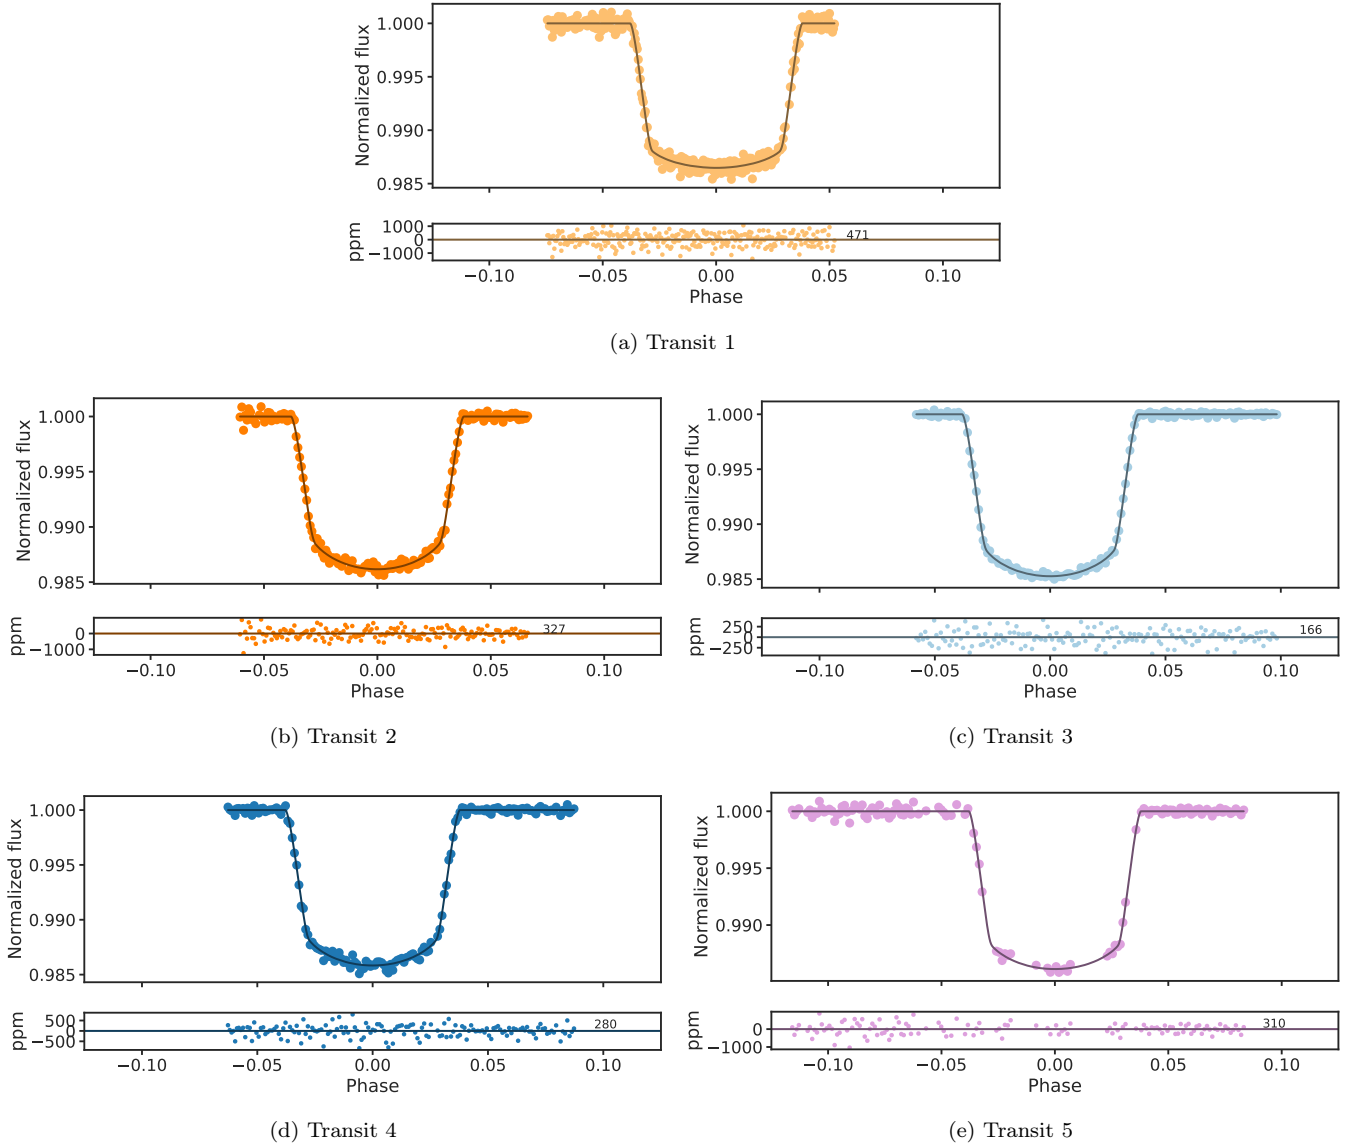 1.000
0.995
0.990
0.985
Normalized flux
1000
0
−1000
ppm
471
−0.10 −0.05 0.00 0.05 0.10
Phase
(a) Transit 1
1.000
0.995
0.990
0.985
Normalized flux
0
−1000
ppm
327
−0.10 −0.05 0.00 0.05 0.10
Phase
(b) Transit 2
1.000
0.995
0.990
0.985
Normalized flux
250
0
−250
ppm
166
−0.10 −0.05 0.00 0.05 0.10
Phase
(c) Transit 3
1.000
0.995
0.990
0.985
Normalized flux
500
0
−500
ppm
280
−0.10 −0.05 0.00 0.05 0.10
Phase
(d) Transit 4
1.000
0.995
0.990
Normalized flux
0
−1000
ppm
310
−0.10 −0.05 0.00 0.05 0.10
Phase
(e) Transit 5